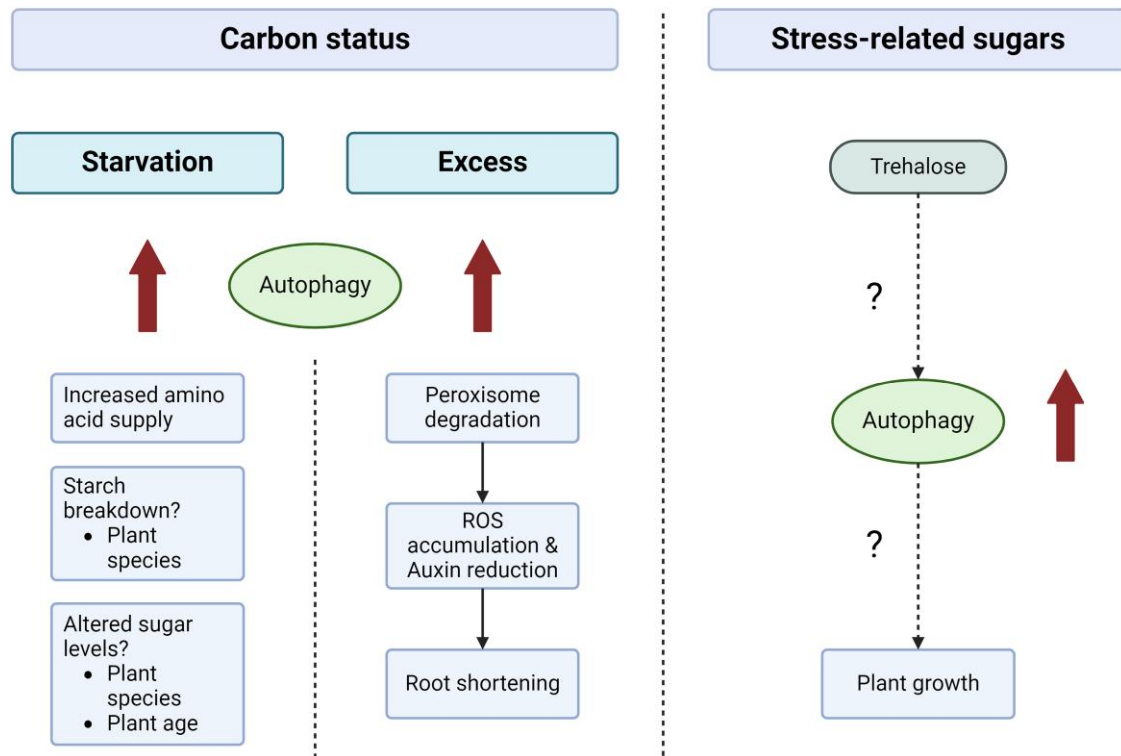 Carbon status
Stress-related sugars
Starvation
Excess
Autophagy
Increased amino
acid supply
Starch
breakdown?
• Plant
species
Altered sugar
levels?
• Plant
species
• Plant age
Peroxisome
degradation
ROS
accumulation &
Auxin reduction
Root shortening
Trehalose
?
Autophagy
?
Plant growth